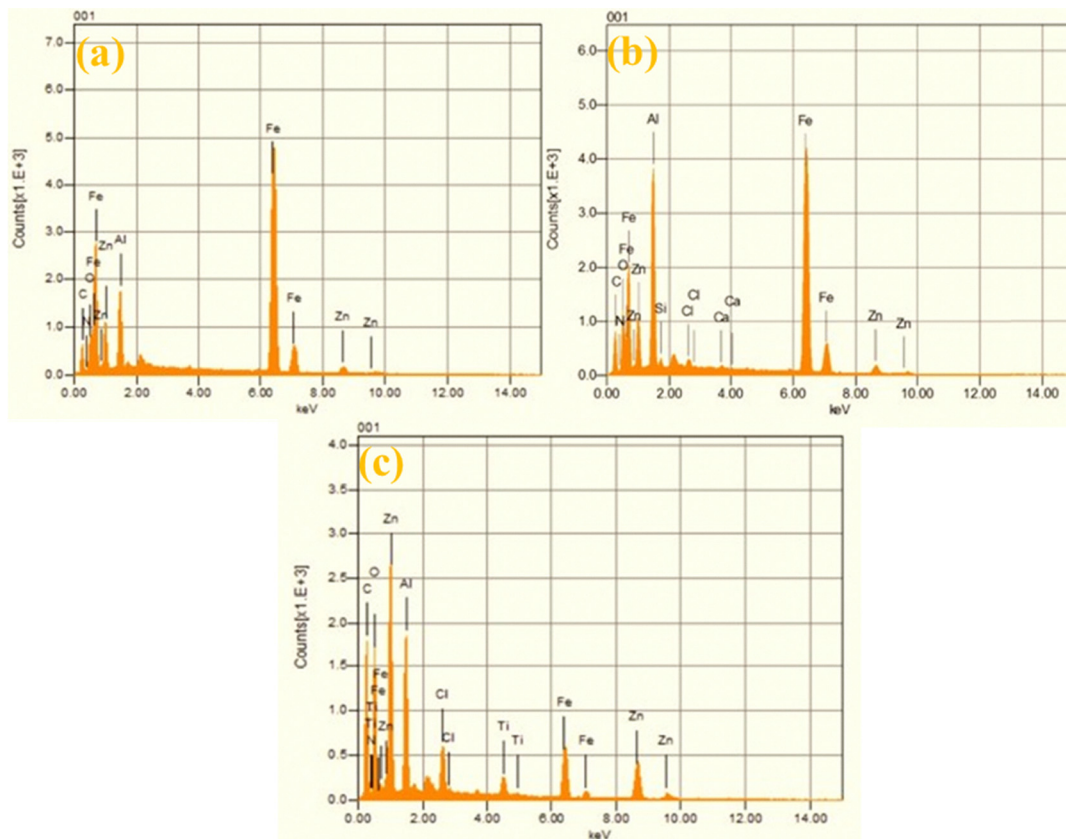 001
(a)
Counts[x1.E+3]
7.0
6.0
5.0
4.0
3.0
2.0
1.0
0.0
Fe
Fe
Zn
Al
Fe
O
C
N
Zn
Fe
Zn
Zn
0.00 2.00 4.00 6.00 8.00 10.00 12.00 14.00
keV
001
(b)
Counts[x1.E+3]
6.0
5.0
4.0
3.0
2.0
1.0
0.0
Al
Fe
Fe
O
Fe
Zn
C
N
Zn
Si
Cl
Cl
Ca
Ca
Fe
Zn
Zn
0.00 2.00 4.00 6.00 8.00 10.00 12.00 14.00
keV
001
(c)
Counts[x1.E+3]
4.0
3.5
3.0
2.5
2.0
1.5
1.0
0.5
0.0
Zn
O
C
Al
Fe
Fe
Ti
Ti
Zn
N
Cl
Cl
Ti
Ti
Fe
Fe
Zn
Zn
0.00 2.00 4.00 6.00 8.00 10.00 12.00 14.00
keV